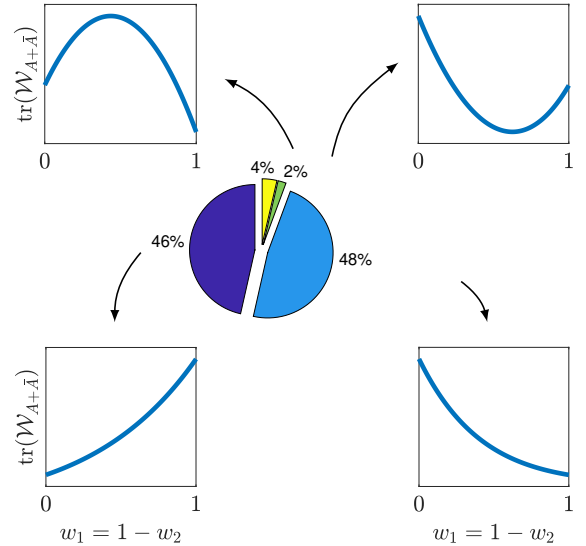 tr(𝒲_{A+Ā})
0 1
0 1
4% 2%
46%
48%
tr(𝒲_{A+Ā})
0 1
0 1
w₁ = 1 − w₂
w₁ = 1 − w₂